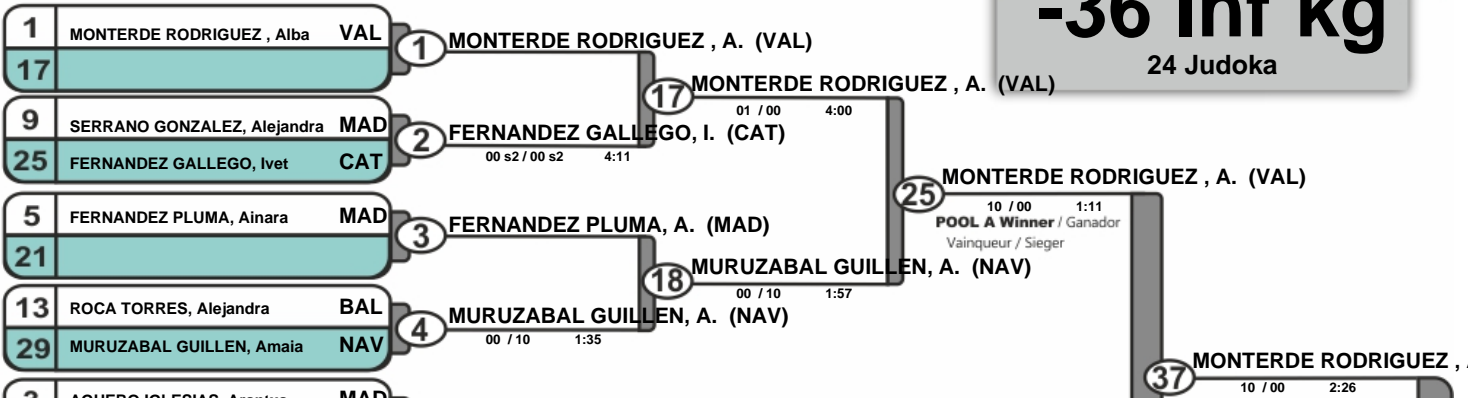 -36 Inf kg
24 Judoka
1 MONTERDE RODRIGUEZ , Alba VAL
17
1 MONTERDE RODRIGUEZ , A. (VAL)
17 MONTERDE RODRIGUEZ , A. (VAL)
01 / 00 4:00
9 SERRANO GONZALEZ, Alejandra MAD
25 FERNANDEZ GALLEGO, Ivet CAT
2 FERNANDEZ GALLEGO, I. (CAT)
00 s2 / 00 s2 4:11
25 MONTERDE RODRIGUEZ , A. (VAL)
10 / 00 1:11
POOL A Winner / Ganador
Vainqueur / Sieger
5 FERNANDEZ PLUMA, Ainara MAD
21
3 FERNANDEZ PLUMA, A. (MAD)
18 MURUZABAL GUILLEN, A. (NAV)
00 / 10 1:57
13 ROCA TORRES, Alejandra BAL
29 MURUZABAL GUILLEN, Amaia NAV
4 MURUZABAL GUILLEN, A. (NAV)
00 / 10 1:35
37 MONTERDE RODRIGUEZ ,
10 / 00 2:26
MAD